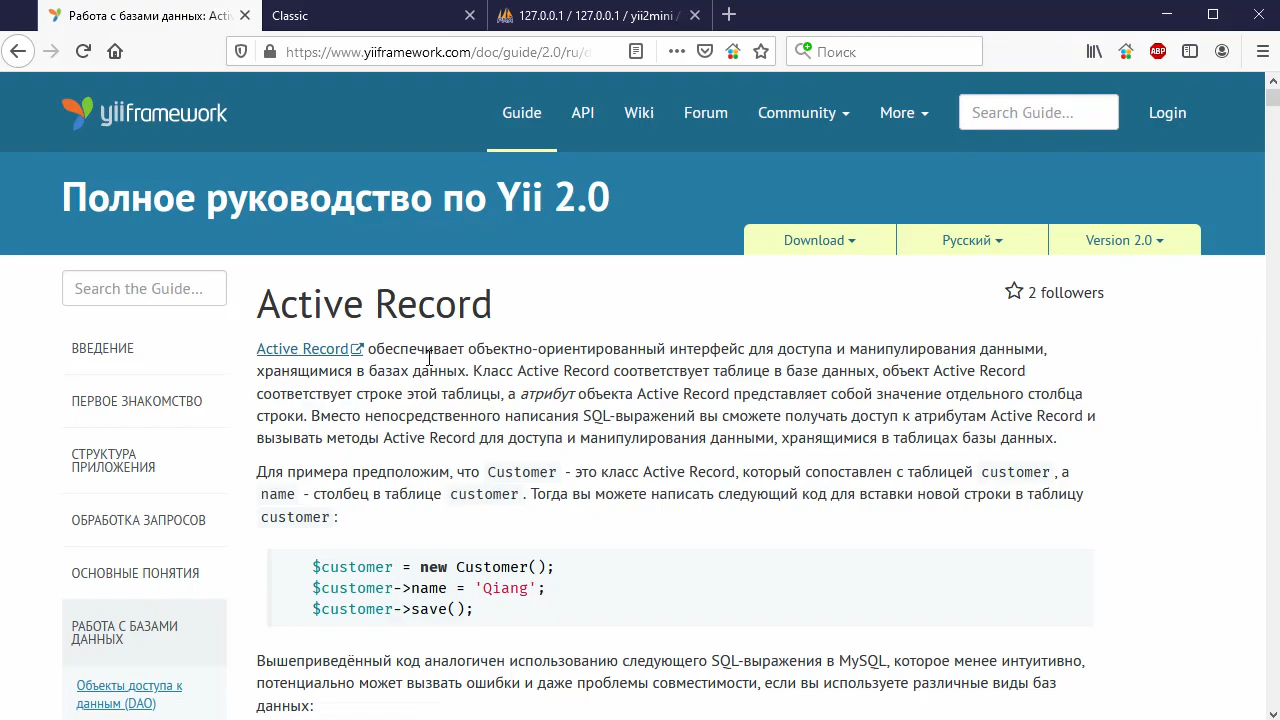 Работа с базами данных: Activ
Classic
127.0.0.1 / 127.0.0.1 / yii2mini /
https://www.yiiframework.com/doc/guide/2.0/ru/d
Поиск
ABP
yiiframework
Guide
API
Wiki
Forum
Community
More
Search Guide...
Login
Полное руководство по Yii 2.0
Download
Русский
Version 2.0
Search the Guide...
ВВЕДЕНИЕ
ПЕРВОЕ ЗНАКОМСТВО
СТРУКТУРА
ПРИЛОЖЕНИЯ
ОБРАБОТКА ЗАПРОСОВ
ОСНОВНЫЕ ПОНЯТИЯ
РАБОТА С БАЗАМИ
ДАННЫХ
Объекты доступа к
данным (DAO)
Active Record
2 followers
Active Record обеспечивает объектно-ориентированный интерфейс для доступа и манипулирования данными,
хранящимися в базах данных. Класс Active Record соответствует таблице в базе данных, объект Active Record
соответствует строке этой таблицы, а атрибут объекта Active Record представляет собой значение отдельного столбца
строки. Вместо непосредственного написания SQL-выражений вы сможете получать доступ к атрибутам Active Record и
вызывать методы Active Record для доступа и манипулирования данными, хранящимися в таблицах базы данных.
Для примера предположим, что Customer - это класс Active Record, который сопоставлен с таблицей customer, а
name - столбец в таблице customer. Тогда вы можете написать следующий код для вставки новой строки в таблицу
customer:
$customer = new Customer();
$customer->name = 'Qiang';
$customer->save();
Вышеприведённый код аналогичен использованию следующего SQL-выражения в MySQL, которое менее интуитивно,
потенциально может вызвать ошибки и даже проблемы совместимости, если вы используете различные виды баз
данных: